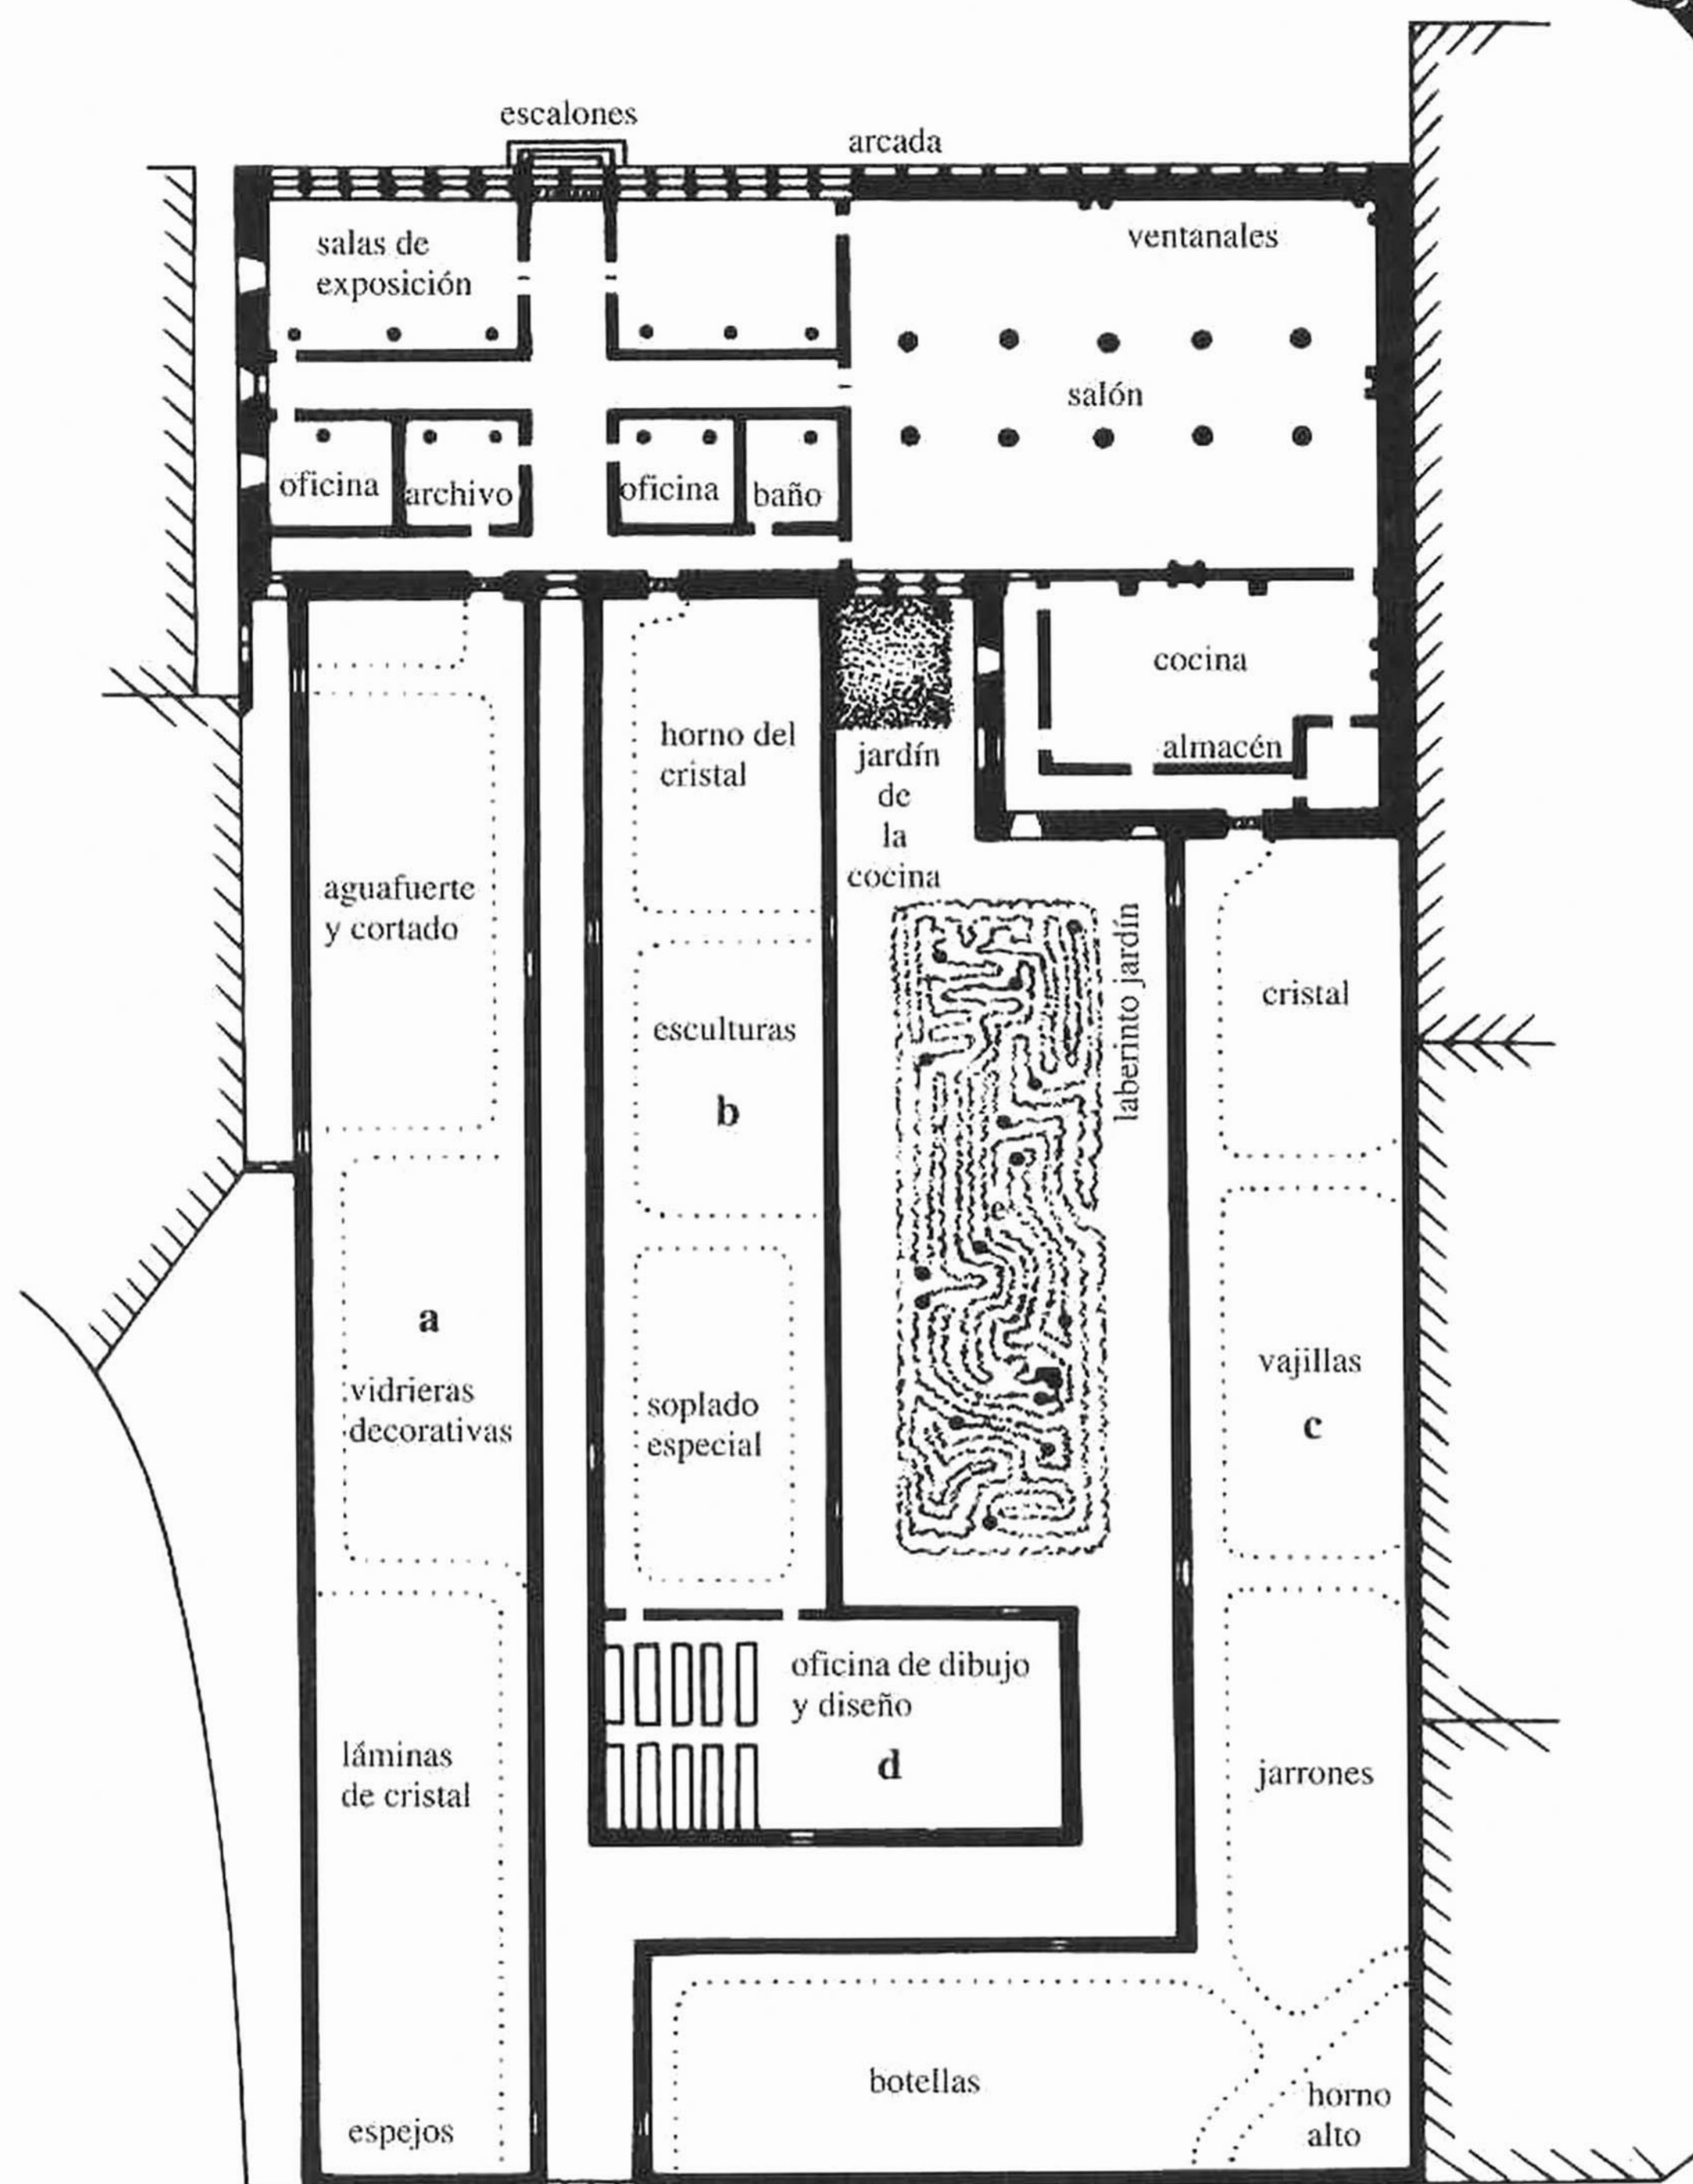 escalones
arcada
salas de
exposición
ventanales
salón
oficina
archivo
oficina
baño
cocina
almacén
horno del
cristal
jardín
de
la
cocina
aguafuerte
y cortado
laberinto jardín
cristal
esculturas
b
e
a
vidrieras
decorativas
vajillas
c
soplado
especial
oficina de dibujo
y diseño
d
láminas
de cristal
jarrones
botellas
horno
alto
espejos